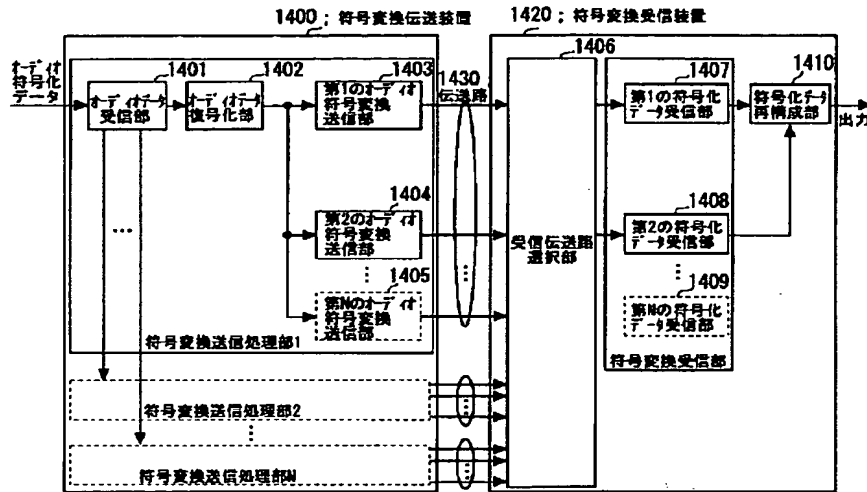 1400 ; 符号変換伝送装置
1420 ; 符号変換受信装置
オーディオ
符号化
データ
1401
オーディオデータ
受信部
1402
オーディオデータ
復号化部
1403
第1のオーディオ
符号変換
送信部
1430
伝送路
1406
受信伝送路
選択部
1407
第1の符号化
データ受信部
1410
符号化データ
再構成部
出力
…
1404
第2のオーディオ
符号変換
送信部
⋮
1405
第Nのオーディオ
符号変換
送信部
⋮
1408
第2の符号化
データ受信部
⋮
1409
第Nの符号化
データ受信部
符号変換送信処理部1
符号変換受信部
符号変換送信処理部2
⋮
⋮
符号変換送信処理部M
⋮